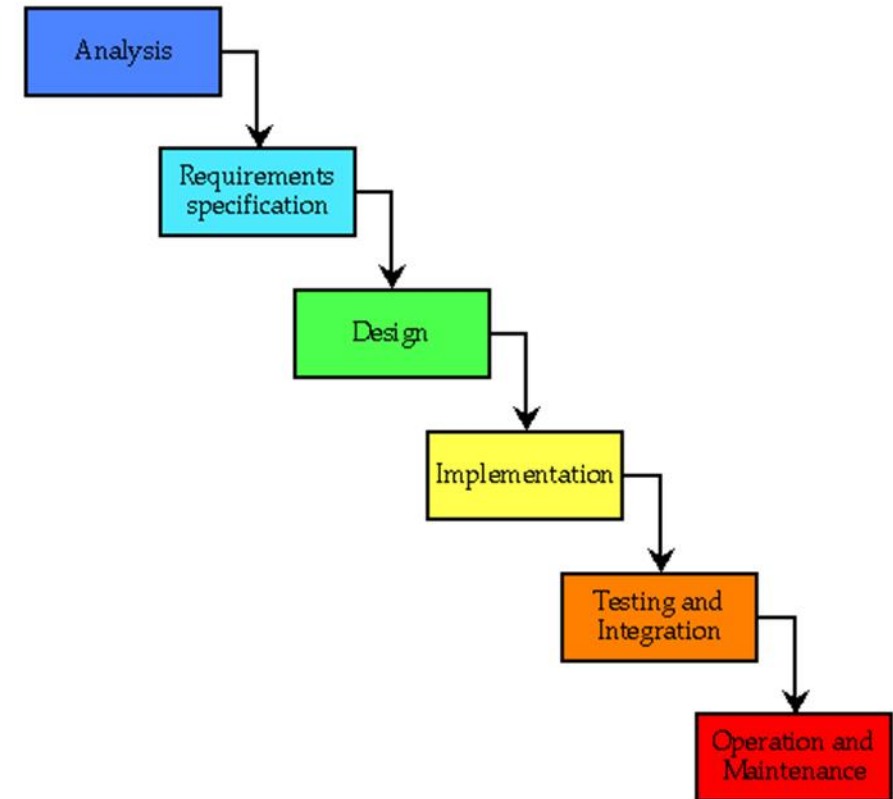 Analysis
Requirements
specification
Design
Implementation
Testing and
Integration
Operation and
Maintenance